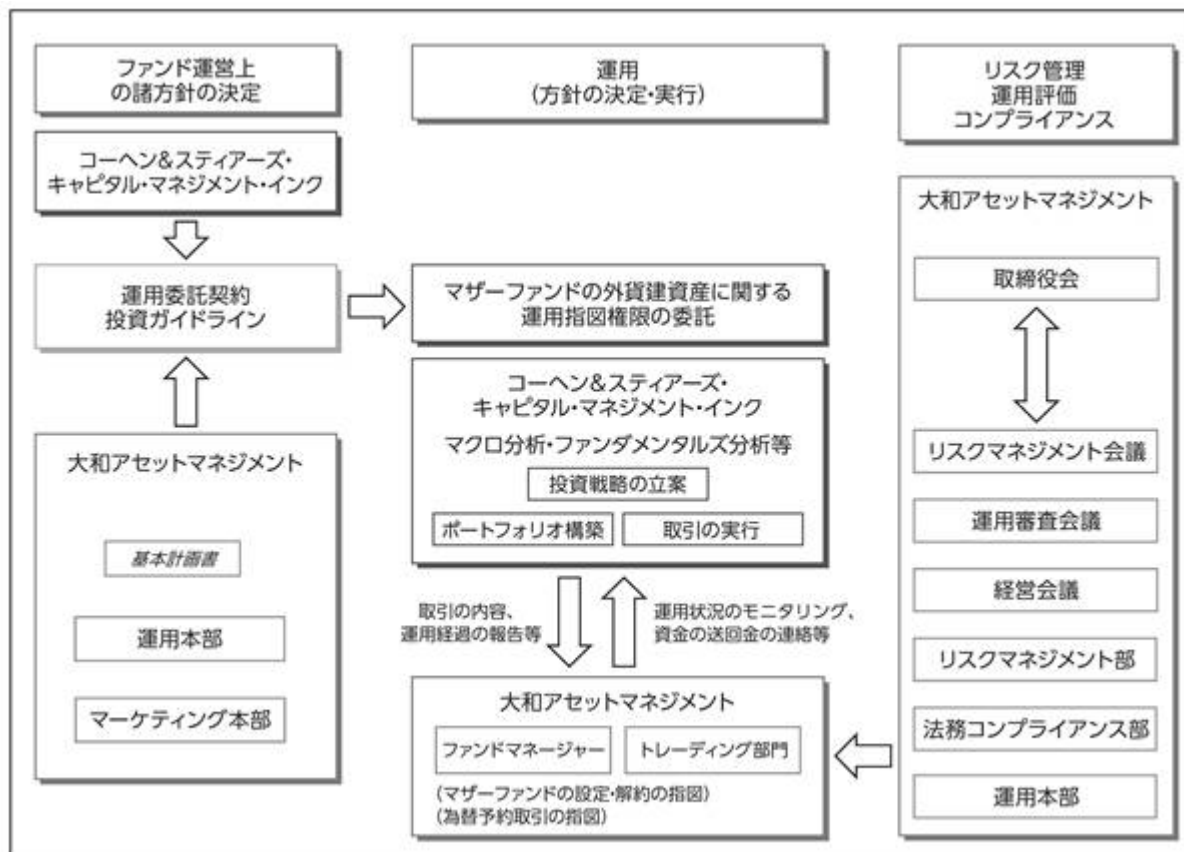 ファンド運営上
の諸方針の決定
コーヘン&スティアーズ・
キャピタル・マネジメント・インク
運用委託契約
投資ガイドライン
大和アセットマネジメント
基本計画書
運用本部
マーケティング本部
運用
(方針の決定・実行)
マザーファンドの外貨建資産に関する
運用指図権限の委託
コーヘン&スティアーズ・
キャピタル・マネジメント・インク
マクロ分析・ファンダメンタルズ分析等
投資戦略の立案
ポートフォリオ構築
取引の実行
取引の内容、
運用経過の報告等
運用状況のモニタリング、
資金の送回金の連絡等
大和アセットマネジメント
ファンドマネージャー
トレーディング部門
(マザーファンドの設定・解約の指図)
(為替予約取引の指図)
リスク管理
運用評価
コンプライアンス
大和アセットマネジメント
取締役会
リスクマネジメント会議
運用審査会議
経営会議
リスクマネジメント部
法務コンプライアンス部
運用本部